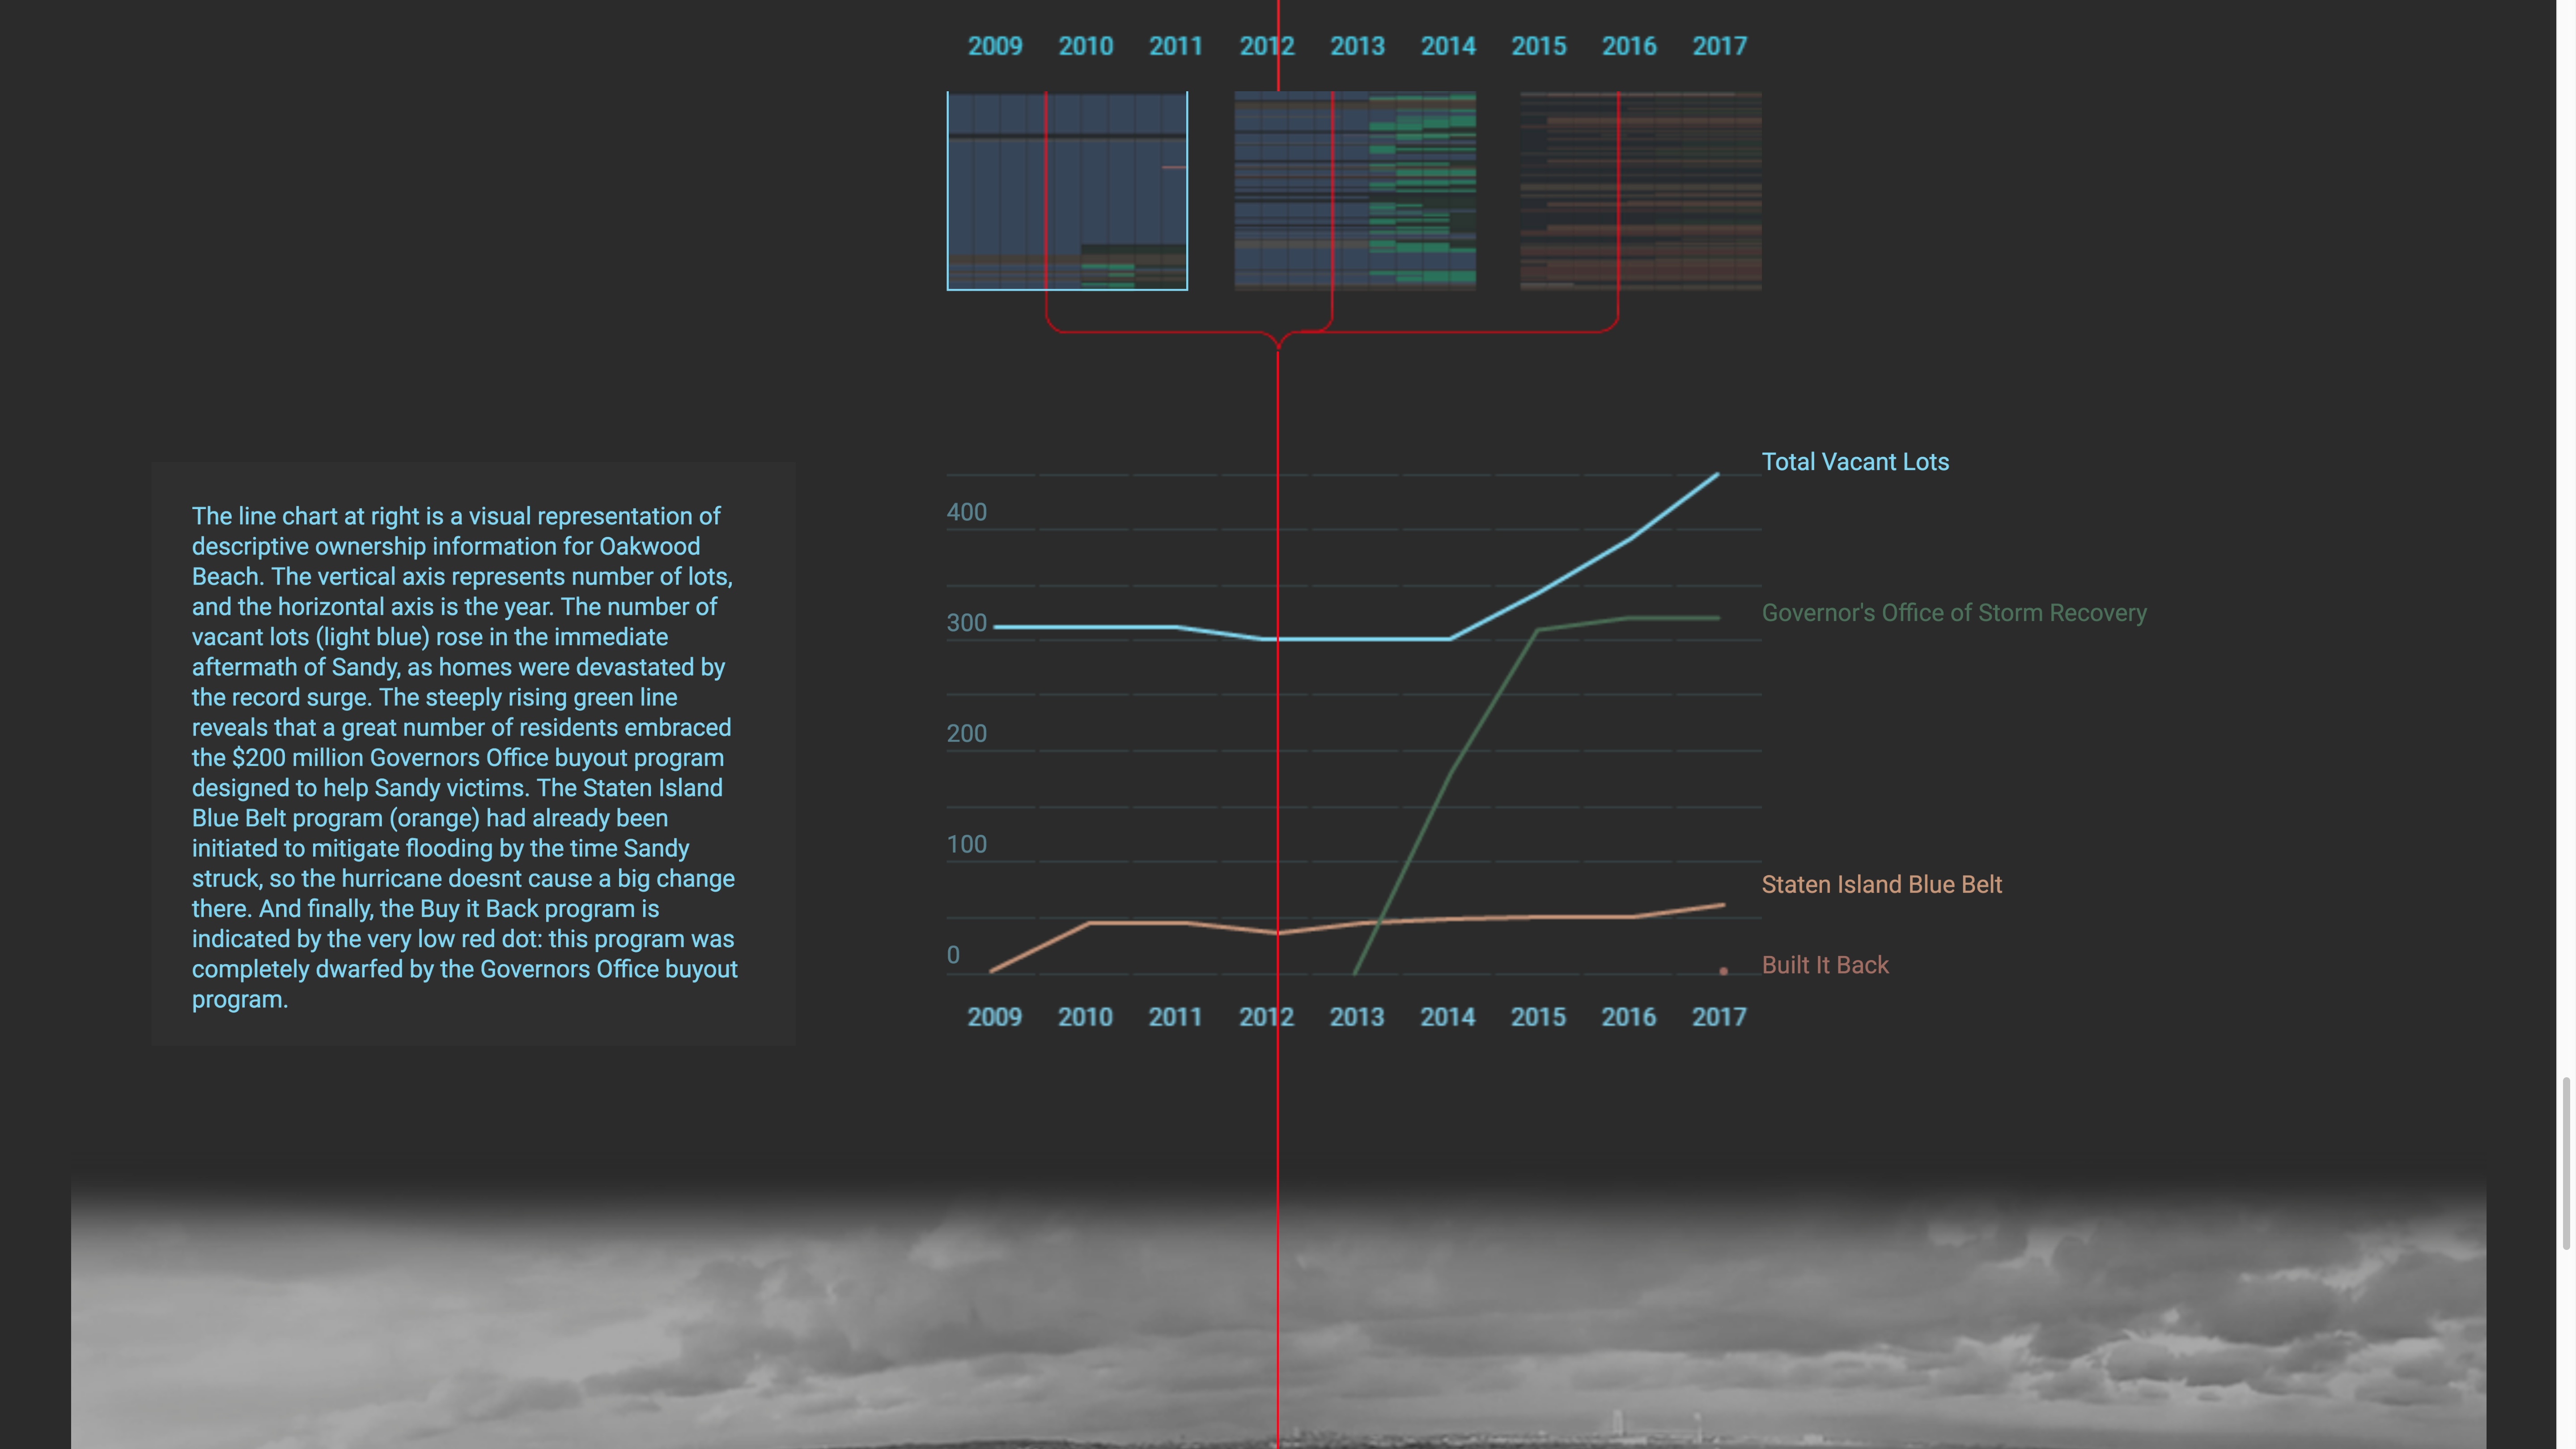 2009 2010 2011 2012 2013 2014 2015 2016 2017
The line chart at right is a visual representation of
descriptive ownership information for Oakwood
Beach. The vertical axis represents number of lots,
and the horizontal axis is the year. The number of
vacant lots (light blue) rose in the immediate
aftermath of Sandy, as homes were devastated by
the record surge. The steeply rising green line
reveals that a great number of residents embraced
the $200 million Governors Office buyout program
designed to help Sandy victims. The Staten Island
Blue Belt program (orange) had already been
initiated to mitigate flooding by the time Sandy
struck, so the hurricane doesnt cause a big change
there. And finally, the Buy it Back program is
indicated by the very low red dot: this program was
completely dwarfed by the Governors Office buyout
program.
400
300
200
100
0
Total Vacant Lots
Governor's Office of Storm Recovery
Staten Island Blue Belt
Built It Back
2009 2010 2011 2012 2013 2014 2015 2016 2017